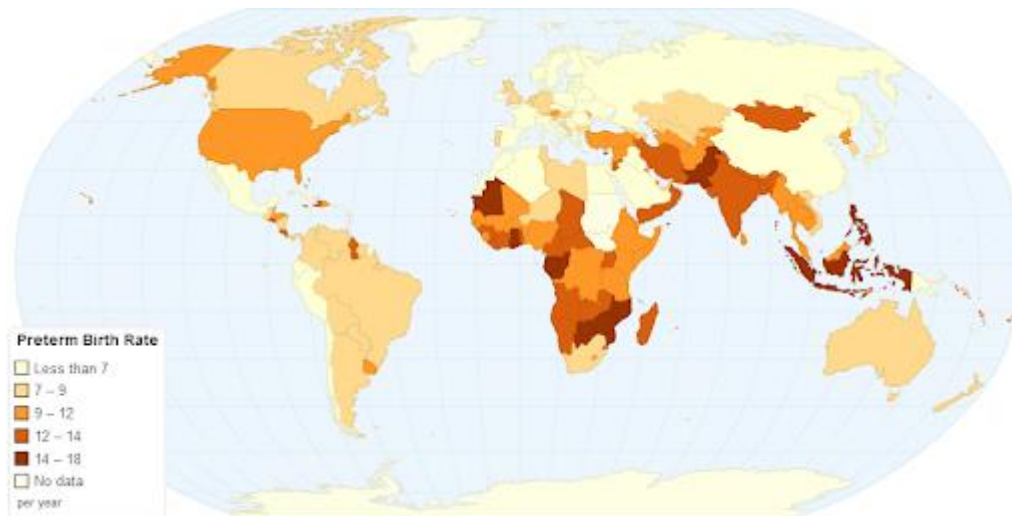 Preterm Birth Rate
Less than 7
7 – 9
9 – 12
12 – 14
14 – 18
No data
per year